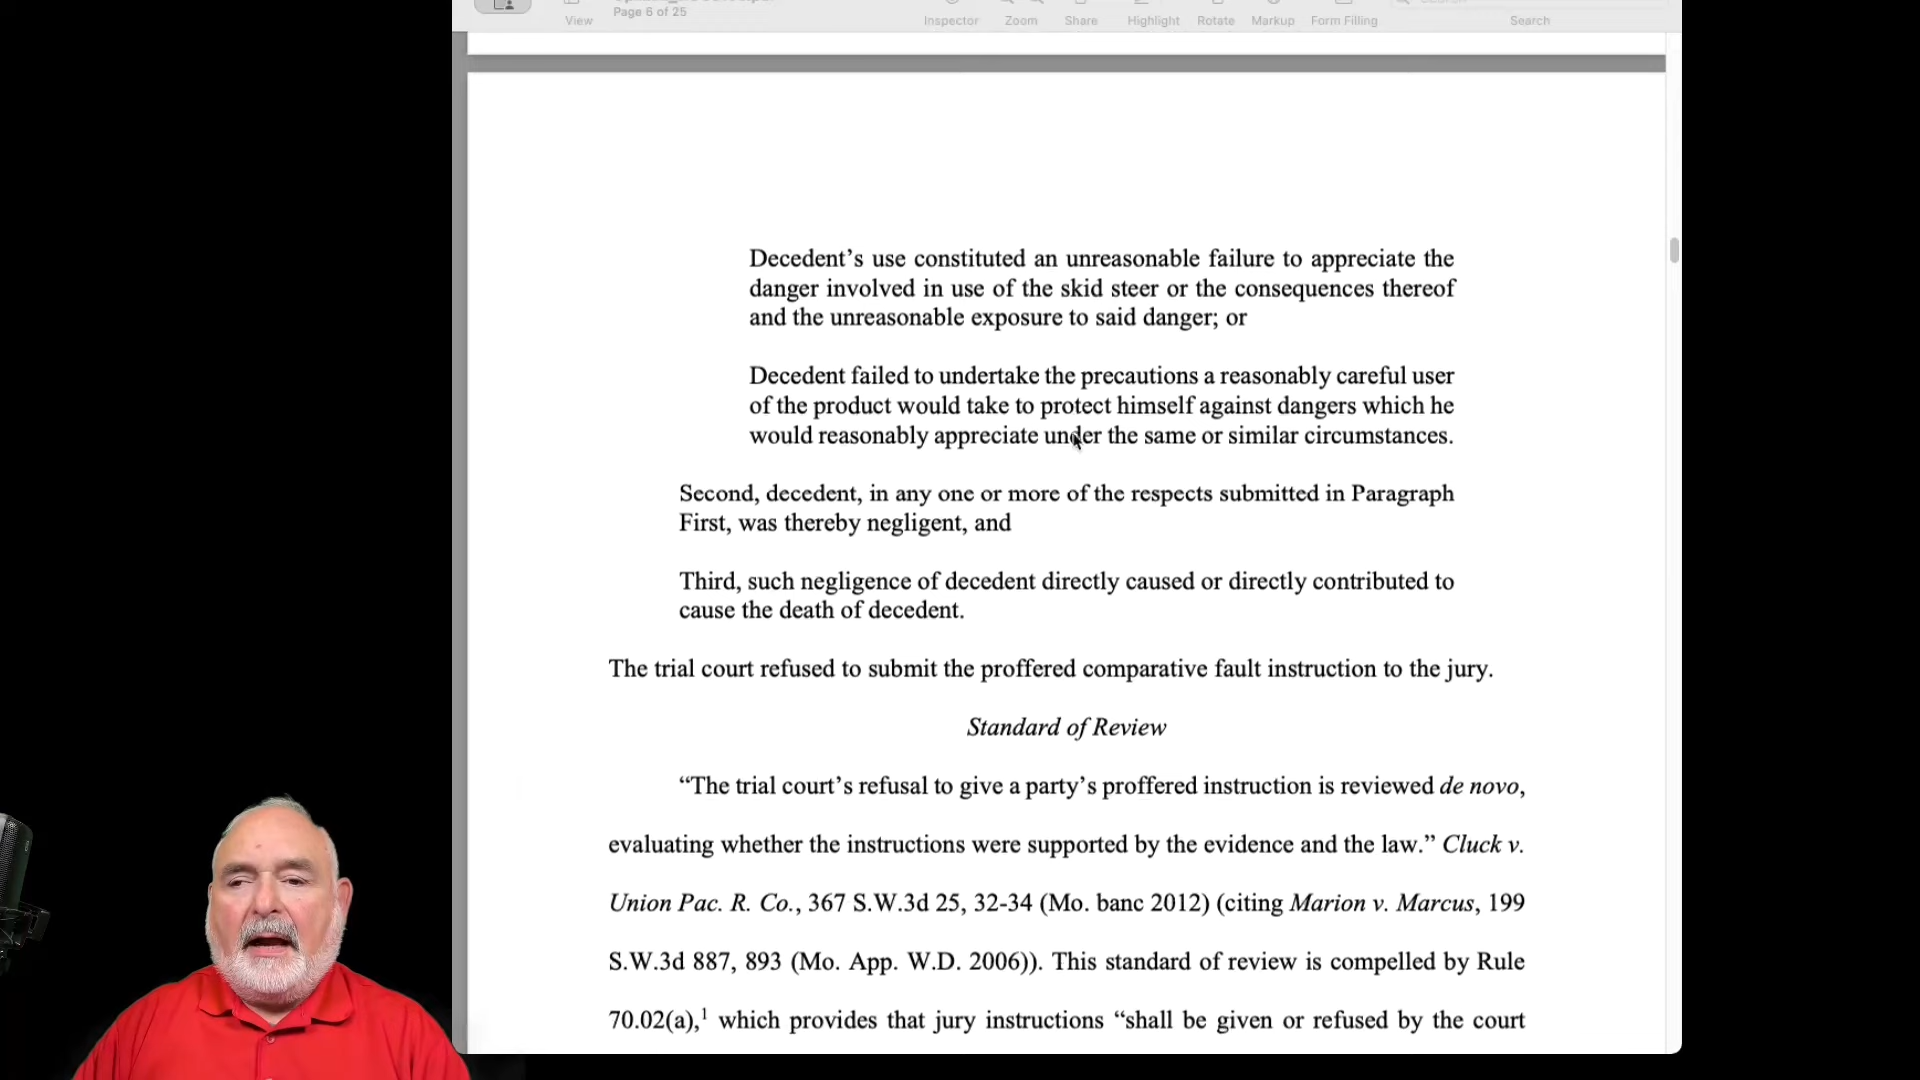 Page 6 of 25
View
Inspector
Zoom
Share
Highlight
Rotate
Markup
Form Filling
Search
Decedent’s use constituted an unreasonable failure to appreciate the
danger involved in use of the skid steer or the consequences thereof
and the unreasonable exposure to said danger; or
Decedent failed to undertake the precautions a reasonably careful user
of the product would take to protect himself against dangers which he
would reasonably appreciate under the same or similar circumstances.
Second, decedent, in any one or more of the respects submitted in Paragraph
First, was thereby negligent, and
Third, such negligence of decedent directly caused or directly contributed to
cause the death of decedent.
The trial court refused to submit the proffered comparative fault instruction to the jury.
Standard of Review
“The trial court’s refusal to give a party’s proffered instruction is reviewed de novo,
evaluating whether the instructions were supported by the evidence and the law.” Cluck v.
Union Pac. R. Co., 367 S.W.3d 25, 32-34 (Mo. banc 2012) (citing Marion v. Marcus, 199
S.W.3d 887, 893 (Mo. App. W.D. 2006)). This standard of review is compelled by Rule
70.02(a),¹ which provides that jury instructions “shall be given or refused by the court